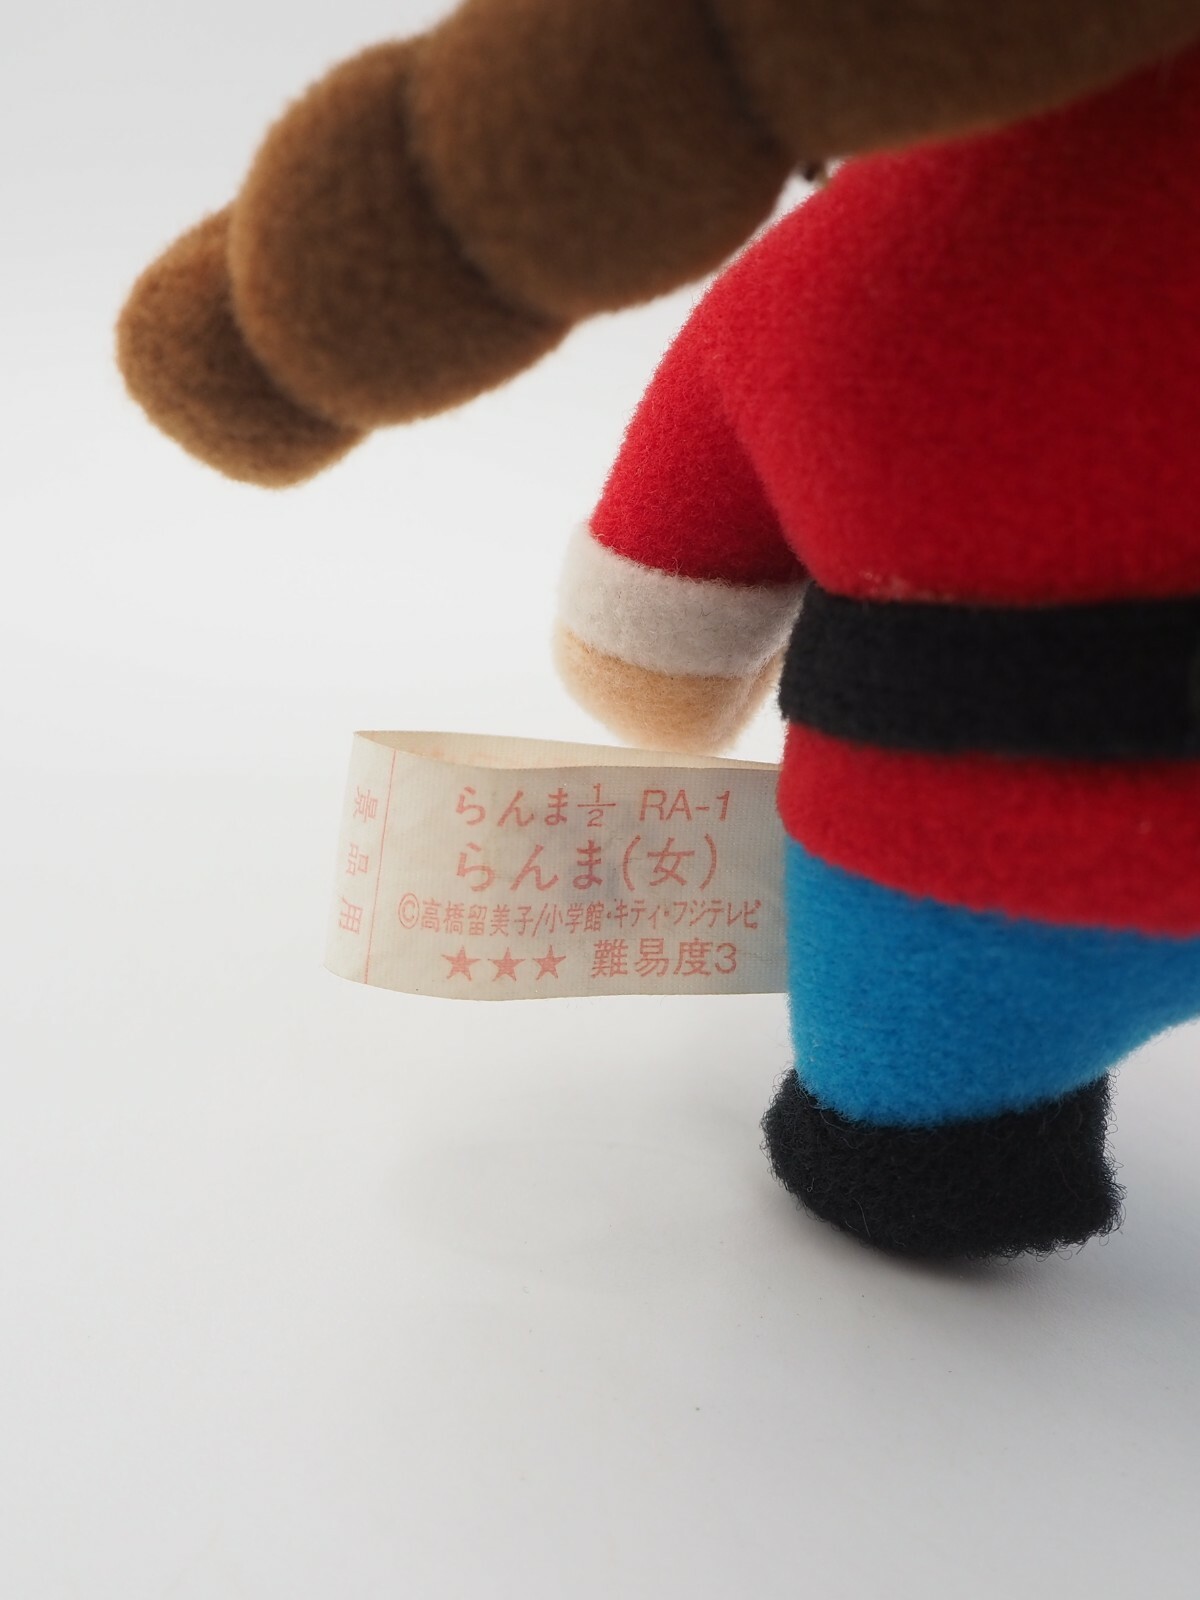 らんま½ RA-1
らんま(女)
©高橋留美子/小学館・キティ・フジテレビ
★★★ 難易度3
景品用